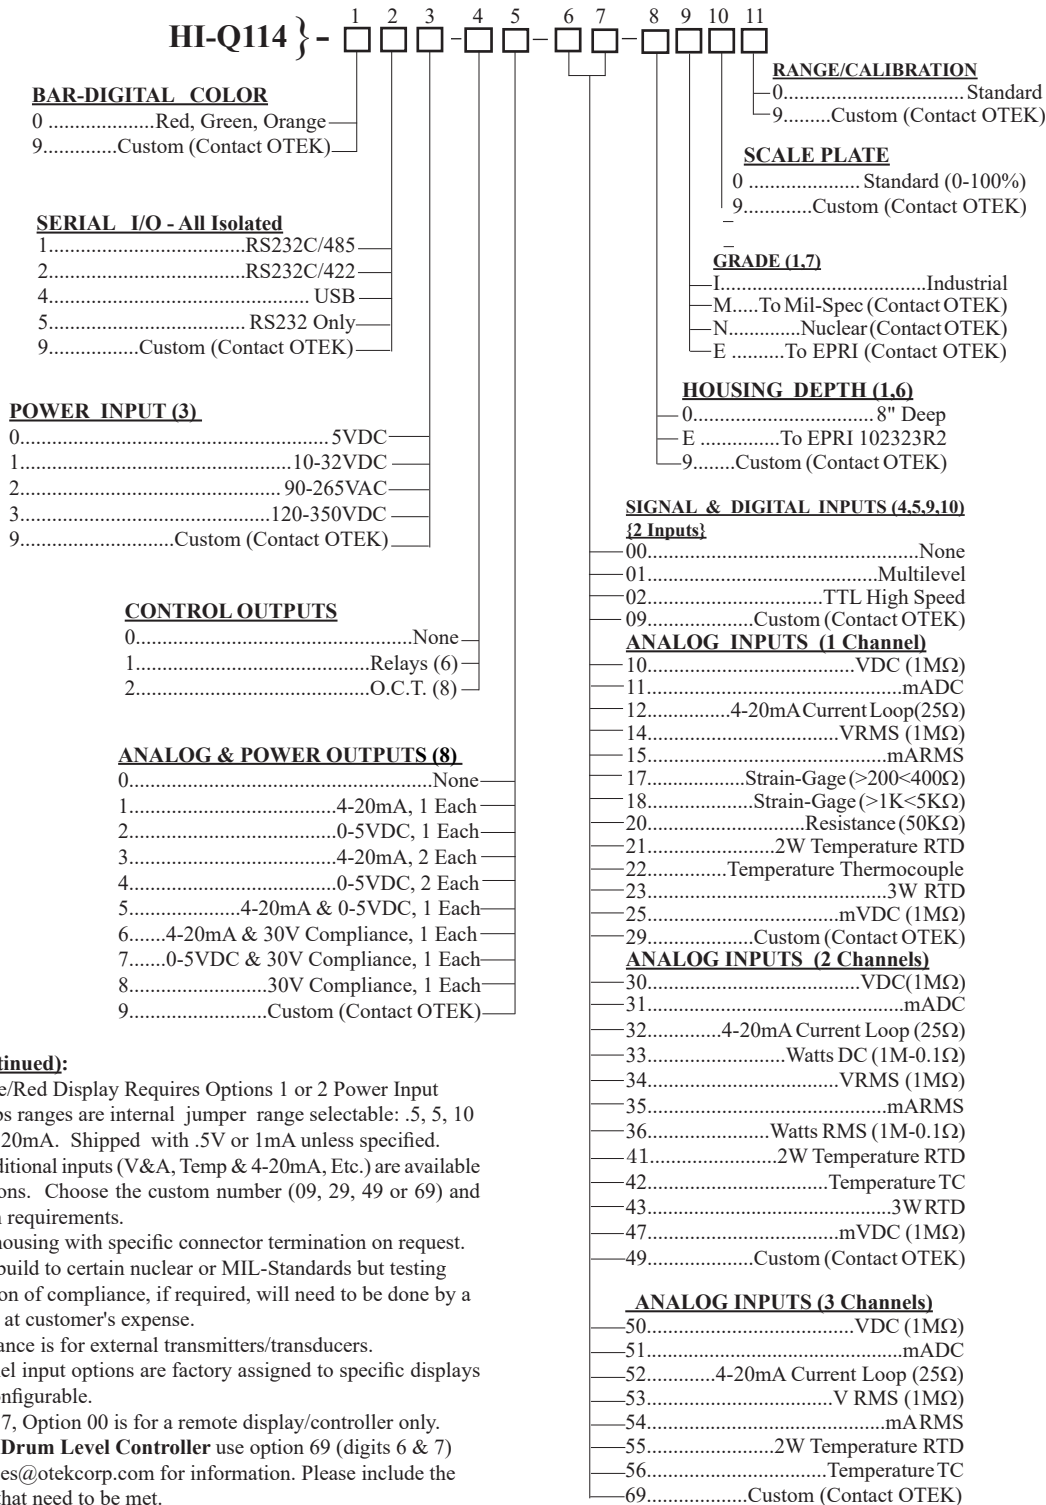 1 2 3 4 5 6 7 8 9 10 11
HI-Q114 } - - - -
BAR-DIGITAL COLOR
0 ....................Red, Green, Orange
9..............Custom (Contact OTEK)
SERIAL I/O - All Isolated
1.....................................RS232C/485
2.....................................RS232C/422
4................................................. USB
5..................................... RS232 Only
9.................Custom (Contact OTEK)
POWER INPUT (3)
0..........................................................5VDC
1...................................................10-32VDC
2................................................. 90-265VAC
3...............................................120-350VDC
9.............................Custom (Contact OTEK)
CONTROL OUTPUTS
0....................................................None
1............................................Relays (6)
2............................................O.C.T. (8)
ANALOG & POWER OUTPUTS (8)
0.........................................................None
1.......................................4-20mA, 1 Each
2.......................................0-5VDC, 1 Each
3.......................................4-20mA, 2 Each
4.......................................0-5VDC, 2 Each
5.....................4-20mA & 0-5VDC, 1 Each
6.......4-20mA & 30V Compliance, 1 Each
7.......0-5VDC & 30V Compliance, 1 Each
8..........................30V Compliance, 1 Each
9..........................Custom (Contact OTEK)
tinued):
e/Red Display Requires Options 1 or 2 Power Input
ps ranges are internal jumper range selectable: .5, 5, 10
20mA. Shipped with .5V or 1mA unless specified.
ditional inputs (V&A, Temp & 4-20mA, Etc.) are available
ons. Choose the custom number (09, 29, 49 or 69) and
n requirements.
housing with specific connector termination on request.
build to certain nuclear or MIL-Standards but testing
ion of compliance, if required, will need to be done by a
at customer's expense.
ance is for external transmitters/transducers.
nel input options are factory assigned to specific displays
onfigurable.
7, Option 00 is for a remote display/controller only.
Drum Level Controller use option 69 (digits 6 & 7)
es@otekcorp.com for information. Please include the
that need to be met.
RANGE/CALIBRATION
0..................................Standard
9.........Custom (Contact OTEK)
SCALE PLATE
0 ..................... Standard (0-100%)
9.............Custom (Contact OTEK)
GRADE (1,7)
I.......................................Industrial
M.....To Mil-Spec (Contact OTEK)
N.............Nuclear (Contact OTEK)
E ..........To EPRI (Contact OTEK)
HOUSING DEPTH (1,6)
0.................................. 8" Deep
E ...............To EPRI 102323R2
9........Custom (Contact OTEK)
SIGNAL & DIGITAL INPUTS (4,5,9,10)
{2 Inputs}
00...................................................None
01...........................................Multilevel
02.................................TTL High Speed
09....................Custom (Contact OTEK)
ANALOG INPUTS (1 Channel)
10.......................................VDC (1MΩ)
11................................................mADC
12................4-20mA Current Loop(25Ω)
14....................................VRMS (1MΩ)
15.............................................mARMS
17..................Strain-Gage (>200<400Ω)
18....................Strain-Gage (>1K<5KΩ)
20.............................Resistance (50KΩ)
21........................2W Temperature RTD
22...............Temperature Thermocouple
23.............................................3W RTD
25....................................mVDC (1MΩ)
29....................Custom (Contact OTEK)
ANALOG INPUTS (2 Channels)
30........................................VDC(1MΩ)
31................................................mADC
32.............4-20mA Current Loop (25Ω)
33..........................Watts DC (1M-0.1Ω)
34....................................VRMS (1MΩ)
35.............................................mARMS
36.......................Watts RMS (1M-0.1Ω)
41........................2W Temperature RTD
42..................................Temperature TC
43..............................................3W RTD
47....................................mVDC (1MΩ)
49....................Custom (Contact OTEK)
ANALOG INPUTS (3 Channels)
50.......................................VDC (1MΩ)
51................................................mADC
52.............4-20mA Current Loop (25Ω)
53...................................V RMS (1MΩ)
54.............................................mARMS
55........................2W Temperature RTD
56..................................Temperature TC
69...................Custom (Contact OTEK)